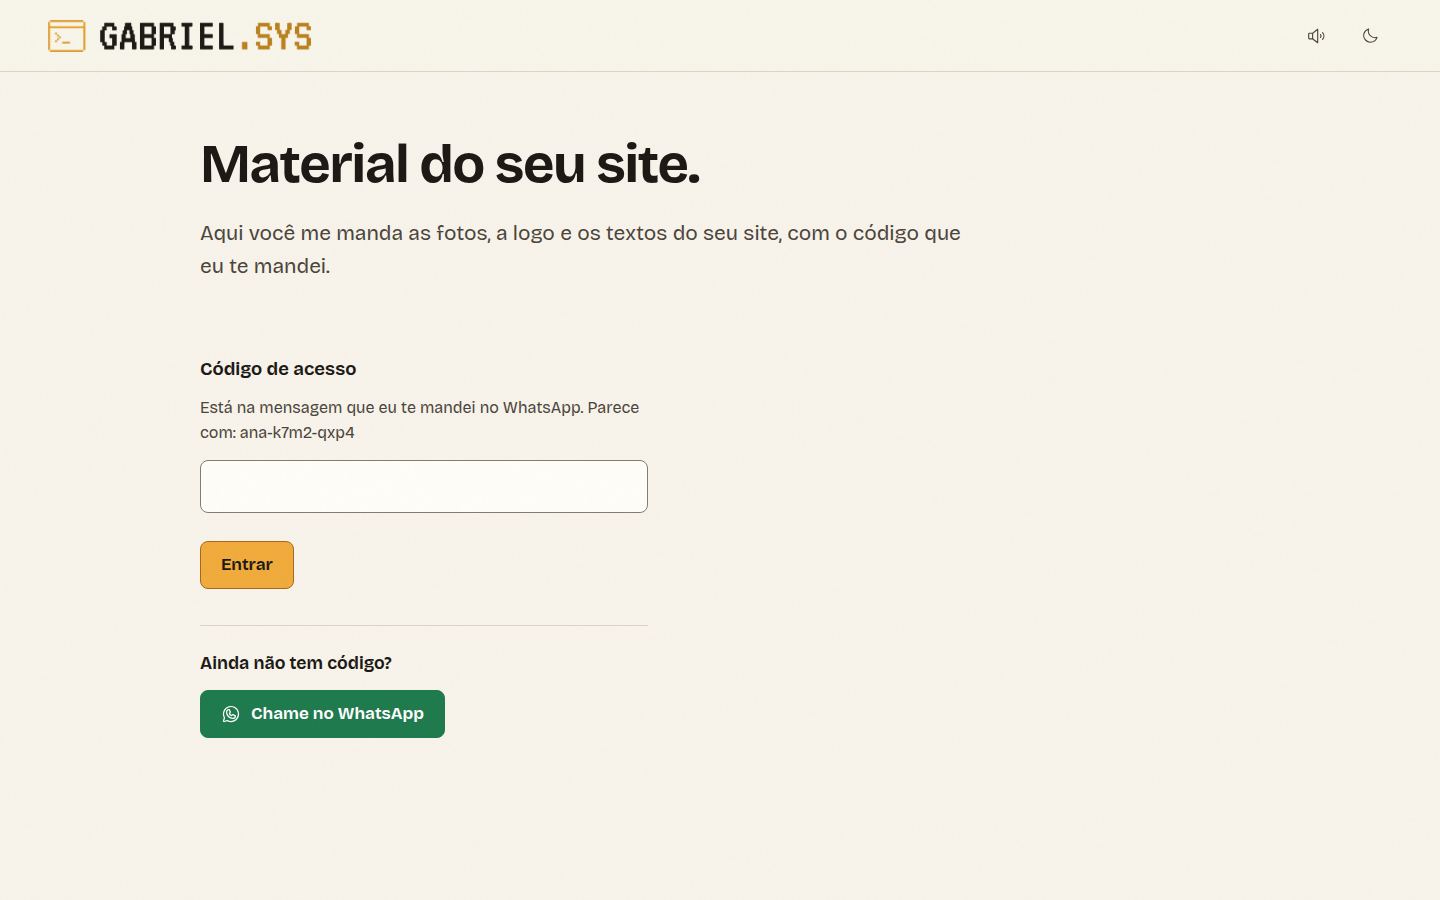 GABRIEL.SYS
Material do seu site.
Aqui você me manda as fotos, a logo e os textos do seu site, com o código que
eu te mandei.
Código de acesso
Está na mensagem que eu te mandei no WhatsApp. Parece
com: ana-k7m2-qxp4
Entrar
Ainda não tem código?
Chame no WhatsApp